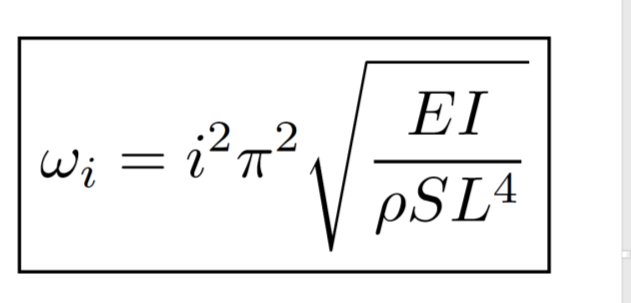 ω_i = i²π² √(EI / ρSL⁴)